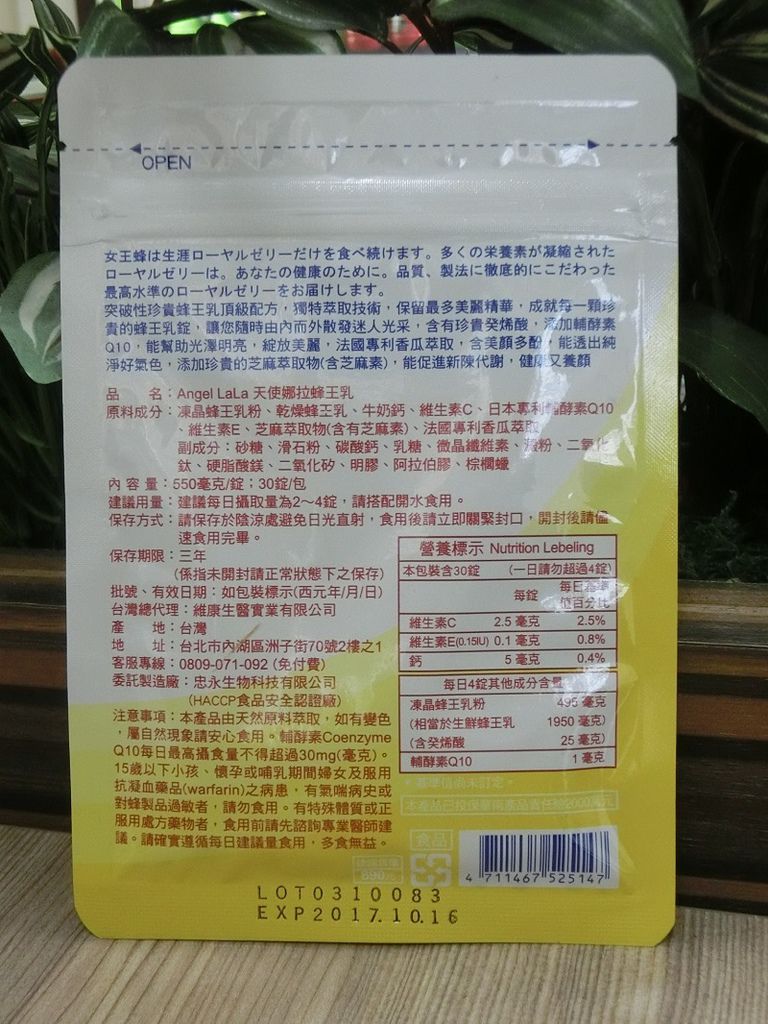 OPEN
女王蜂は生涯ローヤルゼリーだけを食べ続けます。多くの栄養素が凝縮された
ローヤルゼリーは。あなたの健康のために。品質、製法に徹底的にこだわった
最高水準のローヤルゼリーをお届けします。
突破性珍貴蜂王乳頂級配方，獨特萃取技術，保留最多美麗精華，成就每一顆珍
貴的蜂王乳錠，讓您隨時由內而外散發迷人光采，含有珍貴癸烯酸，添加輔酵素
Q10，能幫助光澤明亮，綻放美麗，法國專利香瓜萃取，含美顏多酚，能透出純
淨好氣色，添加珍貴的芝麻萃取物(含芝麻素)，能促進新陳代謝，健康又養顏
品　　名：Angel LaLa 天使娜拉蜂王乳
原料成分：凍晶蜂王乳粉、乾燥蜂王乳、牛奶鈣、維生素C、日本專利輔酵素Q10
、維生素E、芝麻萃取物(含有芝麻素)、法國專利香瓜萃取
副成分：砂糖、滑石粉、碳酸鈣、乳糖、微晶纖維素、澱粉、二氧化
鈦、硬脂酸鎂、二氧化矽、明膠、阿拉伯膠、棕櫚蠟
內 容 量：550毫克/錠；30錠/包
建議用量：建議每日攝取量為2～4錠，請搭配開水食用。
保存方式：請保存於陰涼處避免日光直射，食用後請立即關緊封口，開封後請儘
速食用完畢。
保存期限：三年
(係指未開封請正常狀態下之保存)
批號、有效日期：如包裝標示(西元年/月/日)
台灣總代理：維康生醫實業有限公司
產　　地：台灣
地　　址：台北市內湖區洲子街70號2樓之1
客服專線：0809-071-092 (免付費)
委託製造廠：忠永生物科技有限公司
(HACCP食品安全認證廠)
注意事項：本產品由天然原料萃取，如有變色
，屬自然現象請安心食用。輔酵素Coenzyme
Q10每日最高攝食量不得超過30mg(毫克)。
15歲以下小孩、懷孕或哺乳期間婦女及服用
抗凝血藥品(warfarin)之病患，有氣喘病史或
對蜂製品過敏者，請勿食用。有特殊體質或正
服用處方藥物者，食用前請先諮詢專業醫師建
議。請確實遵循每日建議量食用，多食無益。
營養標示 Nutrition Lebeling
本包裝含30錠　(一日請勿超過4錠)
每錠　每日基準
值百分比
維生素C　2.5 毫克　2.5%
維生素E(0.15IU)　0.1 毫克　0.8%
鈣　5 毫克　0.4%
每日4錠其他成分含量
凍晶蜂王乳粉　495 毫克
(相當於生鮮蜂王乳　1950 毫克)
(含癸烯酸　25 毫克)
輔酵素Q10　1 毫克
*基準值尚未訂定*
食品
690元
4 711467 525147
LOT0310083
EXP2017.10.16